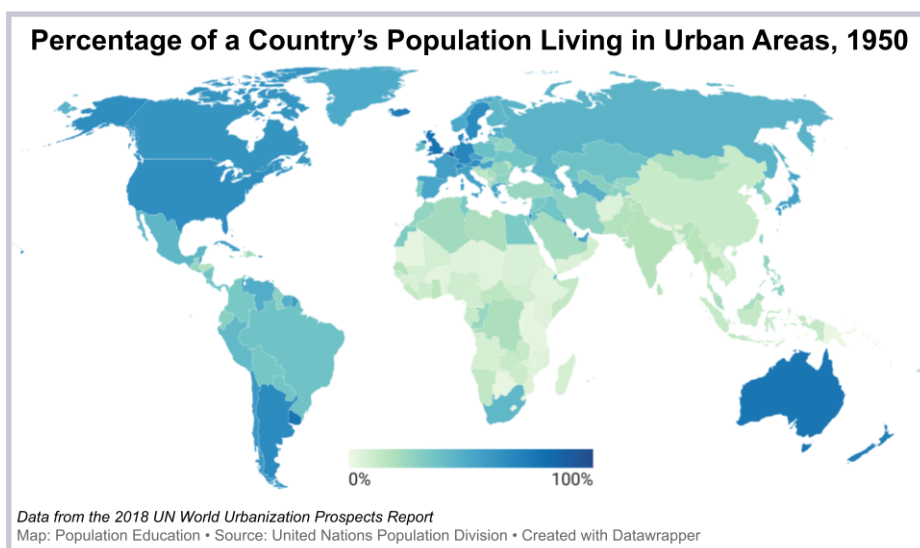 Percentage of a Country’s Population Living in Urban Areas, 1950
0% 100%
Data from the 2018 UN World Urbanization Prospects Report
Map: Population Education • Source: United Nations Population Division • Created with Datawrapper